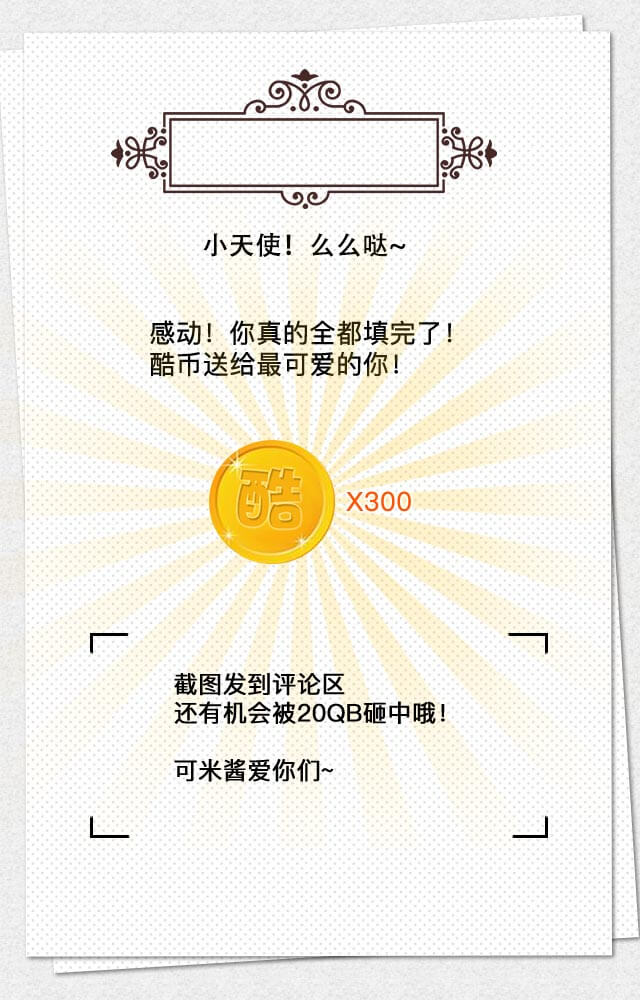 小天使！么么哒~
感动！你真的全都填完了！
酷币送给最可爱的你！
酷 X300
截图发到评论区
还有机会被20QB砸中哦！
可米酱爱你们~